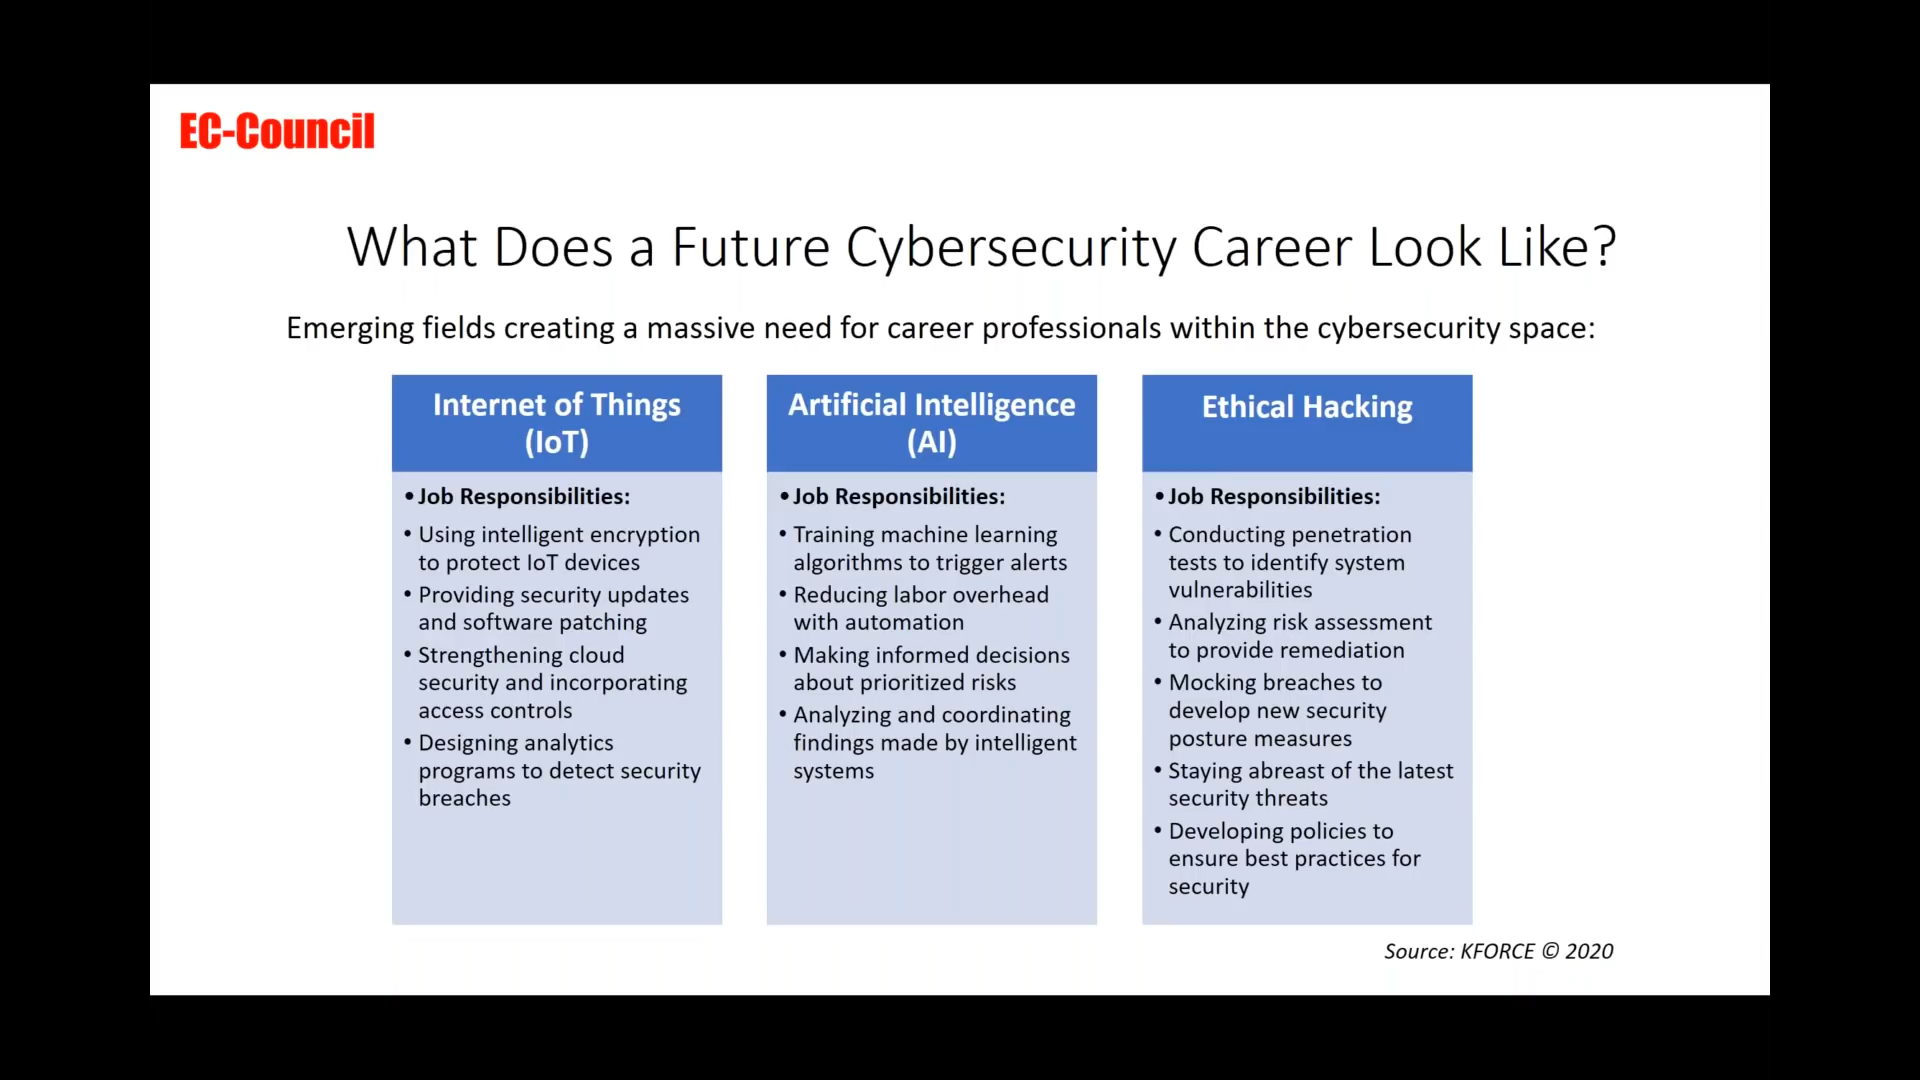 EC-Council
What Does a Future Cybersecurity Career Look Like?
Emerging fields creating a massive need for career professionals within the cybersecurity space:
Internet of Things
(IoT)
• Job Responsibilities:
• Using intelligent encryption
to protect IoT devices
• Providing security updates
and software patching
• Strengthening cloud
security and incorporating
access controls
• Designing analytics
programs to detect security
breaches
Artificial Intelligence
(AI)
• Job Responsibilities:
• Training machine learning
algorithms to trigger alerts
• Reducing labor overhead
with automation
• Making informed decisions
about prioritized risks
• Analyzing and coordinating
findings made by intelligent
systems
Ethical Hacking
• Job Responsibilities:
• Conducting penetration
tests to identify system
vulnerabilities
• Analyzing risk assessment
to provide remediation
• Mocking breaches to
develop new security
posture measures
• Staying abreast of the latest
security threats
• Developing policies to
ensure best practices for
security
Source: KFORCE © 2020